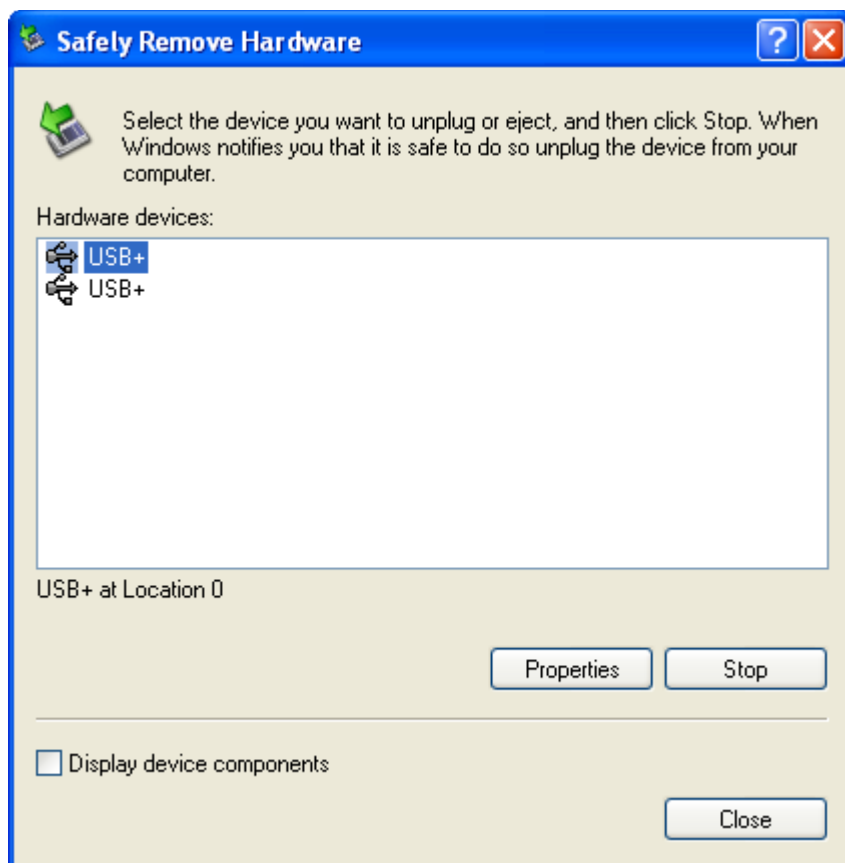 Safely Remove Hardware
Select the device you want to unplug or eject, and then click Stop. When
Windows notifies you that it is safe to do so unplug the device from your
computer.
Hardware devices:
USB+
USB+
USB+ at Location 0
Properties
Stop
Display device components
Close